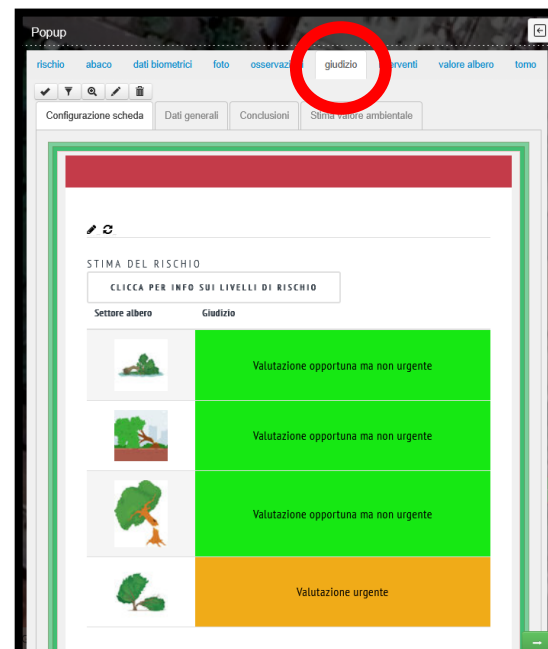 Popup
rischio abaco dati biometrici foto osservazioni giudizio interventi valore albero tomo
Configurazione scheda Dati generali Conclusioni Stima valore ambientale
STIMA DEL RISCHIO
CLICCA PER INFO SUI LIVELLI DI RISCHIO
Settore albero Giudizio
Valutazione opportuna ma non urgente
Valutazione opportuna ma non urgente
Valutazione opportuna ma non urgente
Valutazione urgente